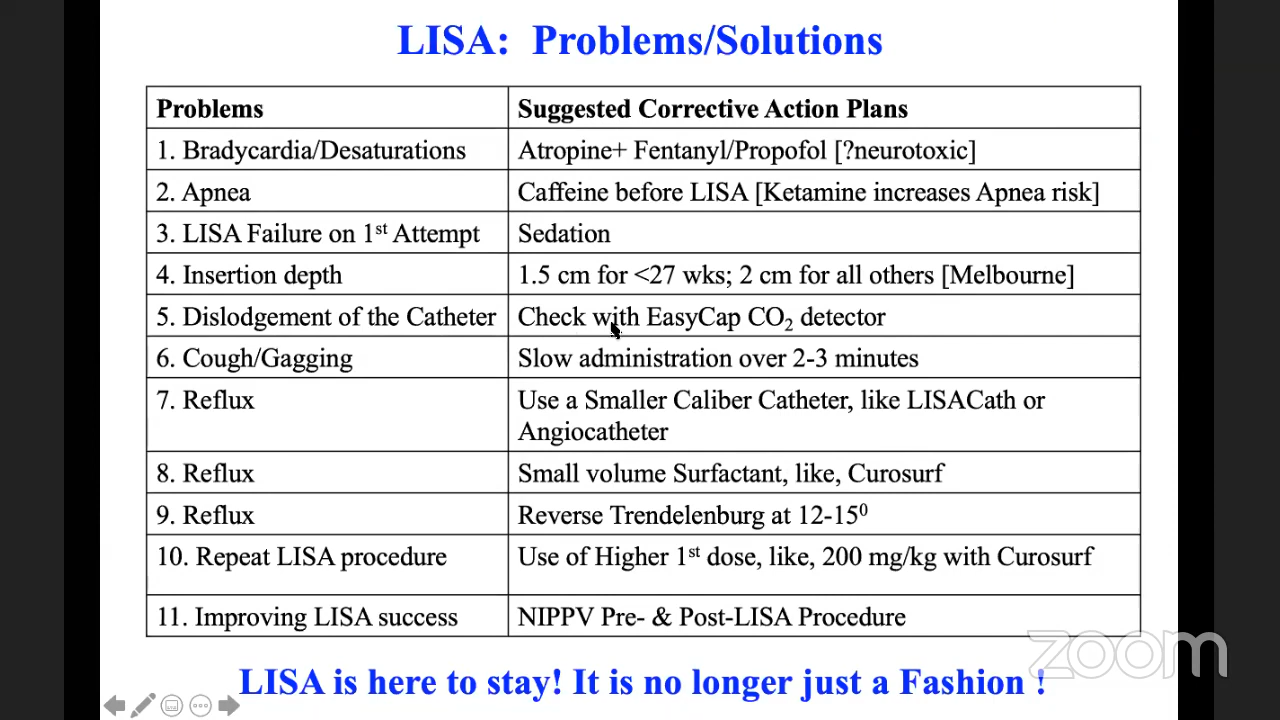 LISA: Problems/Solutions
Problems Suggested Corrective Action Plans
1. Bradycardia/Desaturations Atropine+ Fentanyl/Propofol [?neurotoxic]
2. Apnea Caffeine before LISA [Ketamine increases Apnea risk]
3. LISA Failure on 1st Attempt Sedation
4. Insertion depth 1.5 cm for <27 wks; 2 cm for all others [Melbourne]
5. Dislodgement of the Catheter Check with EasyCap CO₂ detector
6. Cough/Gagging Slow administration over 2-3 minutes
7. Reflux Use a Smaller Caliber Catheter, like LISACath or
Angiocatheter
8. Reflux Small volume Surfactant, like, Curosurf
9. Reflux Reverse Trendelenburg at 12-15⁰
10. Repeat LISA procedure Use of Higher 1st dose, like, 200 mg/kg with Curosurf
11. Improving LISA success NIPPV Pre- & Post-LISA Procedure
zoom
LISA is here to stay! It is no longer just a Fashion !